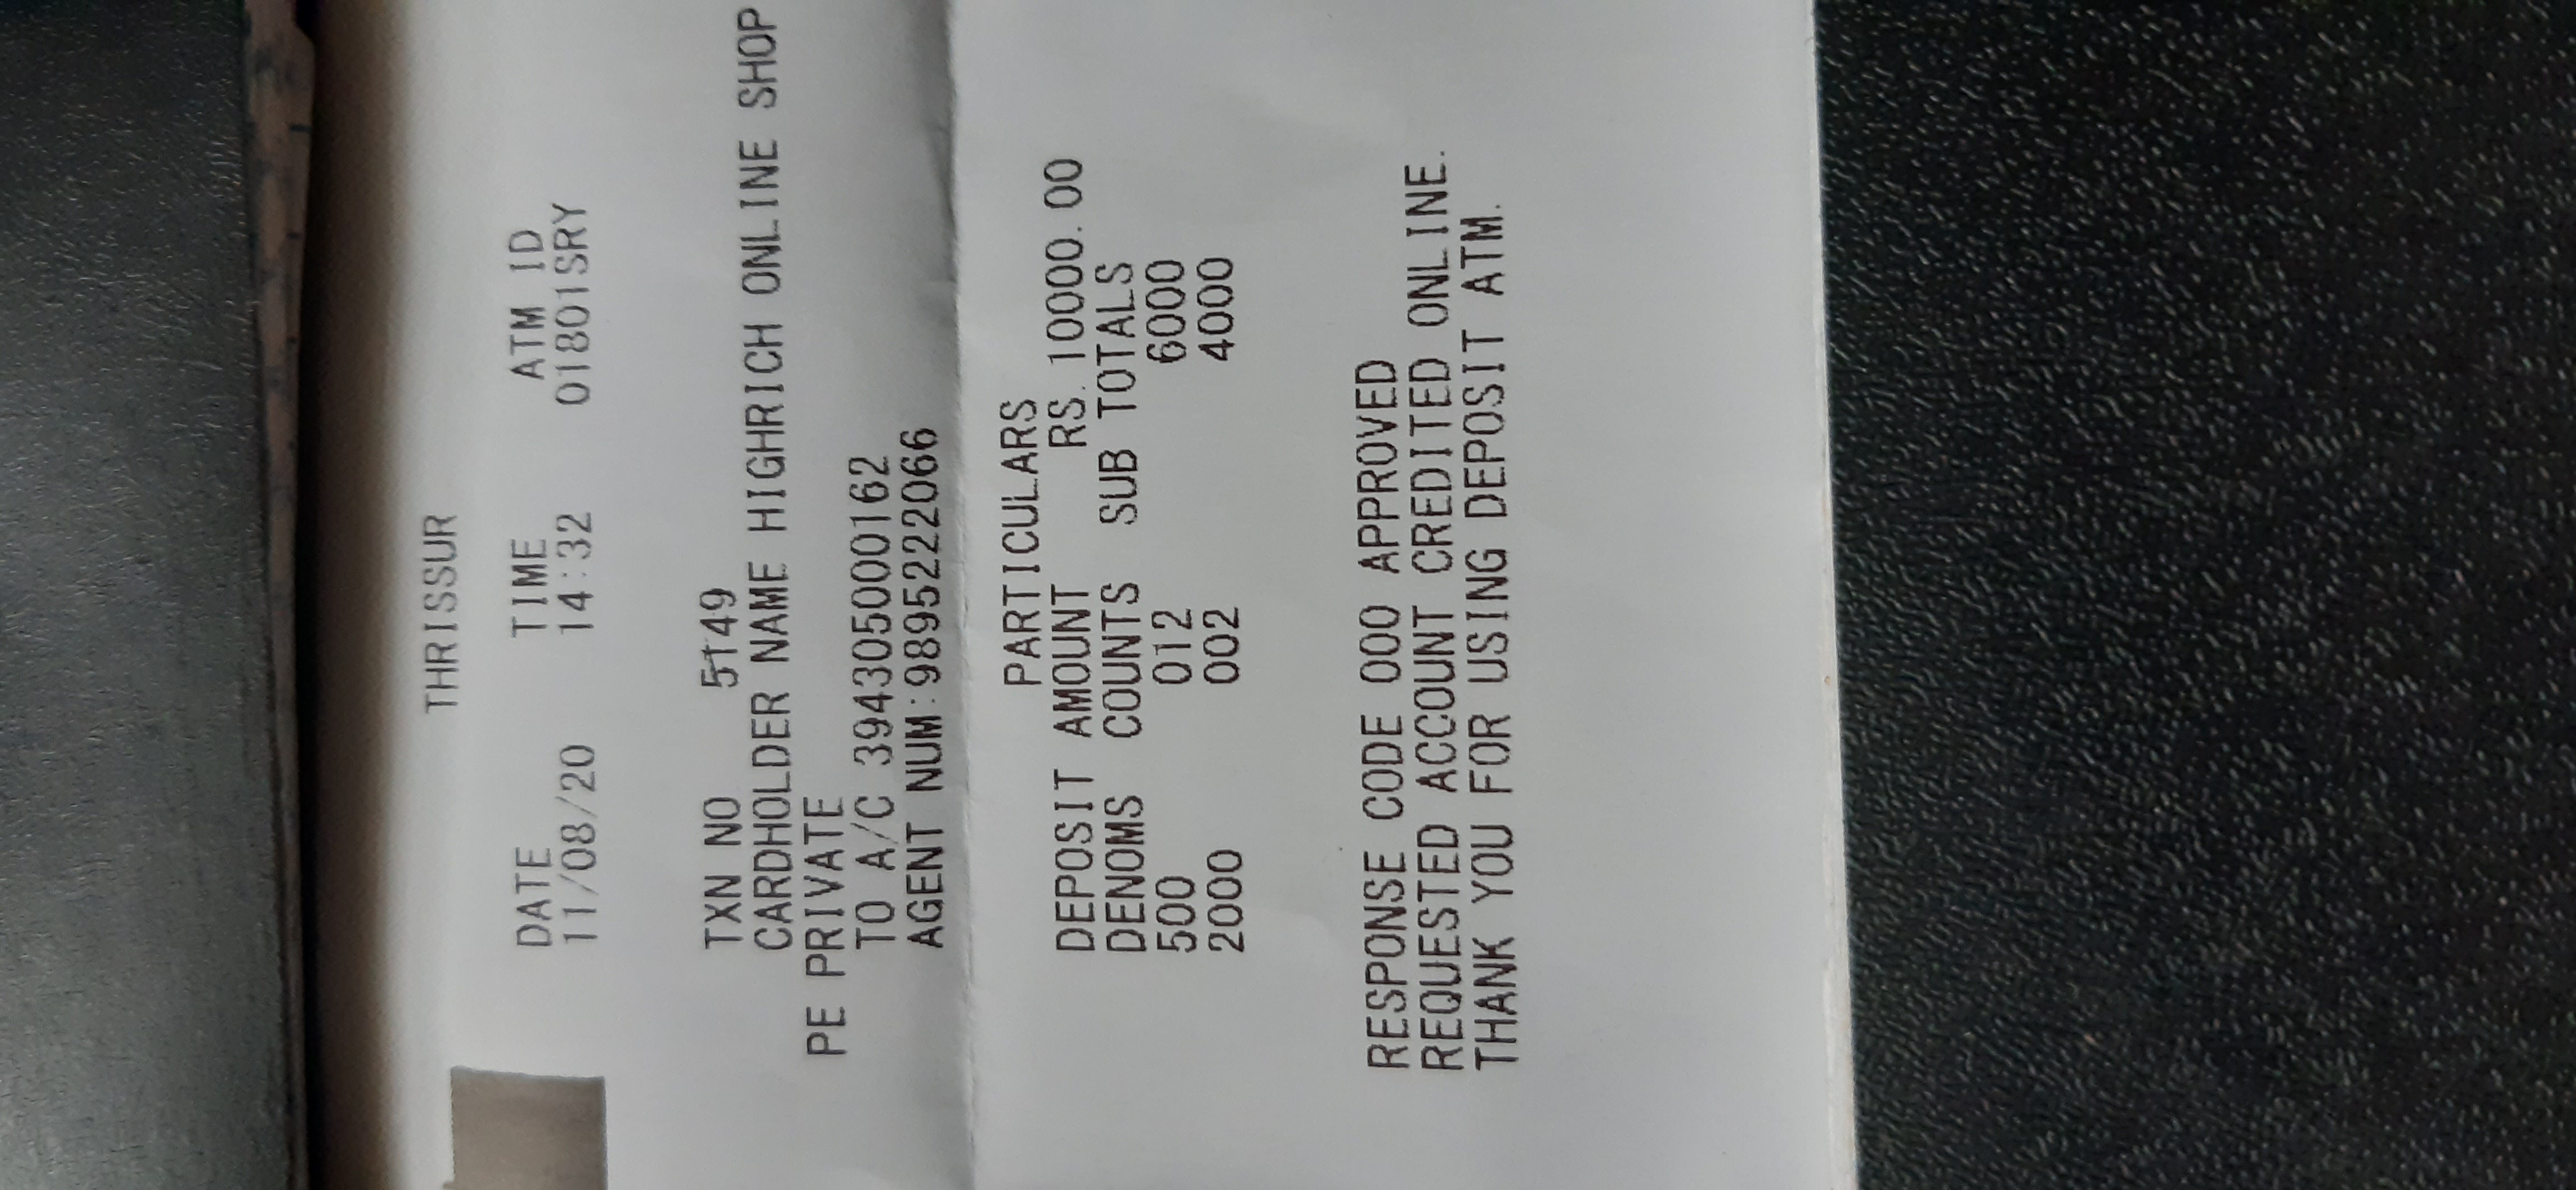 THRISSUR
DATE TIME ATM ID
11/08/20 14:32 01801SRY
TXN NO 5149
CARDHOLDER NAME HIGHRICH ONLINE SHOP
PE PRIVATE
TO A/C 394305000162
AGENT NUM:9895222066
PARTICULARS
DEPOSIT AMOUNT RS. 10000.00
DENOMS COUNTS SUB TOTALS
500 012 6000
2000 002 4000
RESPONSE CODE 000 APPROVED
REQUESTED ACCOUNT CREDITED ONLINE.
THANK YOU FOR USING DEPOSIT ATM.